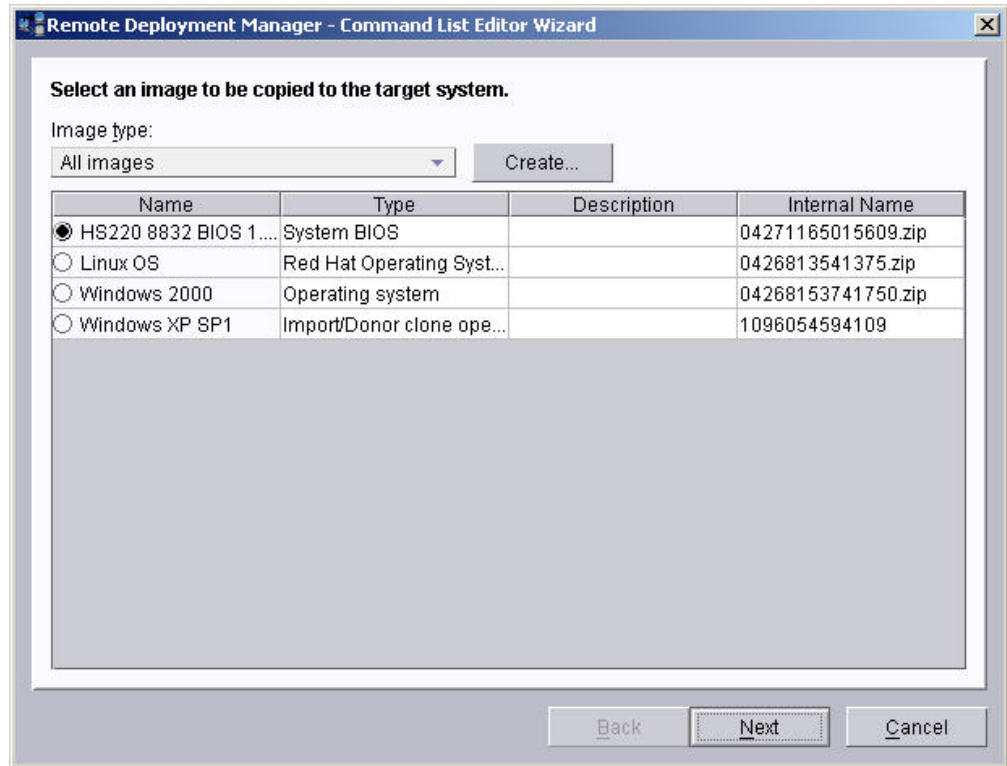 Remote Deployment Manager - Command List Editor Wizard
Select an image to be copied to the target system.
Image type:
All images Create...
Name Type Description Internal Name
HS220 8832 BIOS 1.... System BIOS 04271165015609.zip
Linux OS Red Hat Operating Syst... 0426813541375.zip
Windows 2000 Operating system 04268153741750.zip
Windows XP SP1 Import/Donor clone ope... 1096054594109
Back Next Cancel